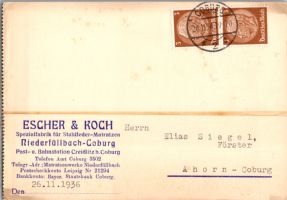 ESCHER & KOCH
Spezialfabrik für Stahlfeder-Matratzen
Niederfüllbach-Coburg
Post- u. Bahnstation Creidlitz b. Coburg
Telefon Amt Coburg 3502
Telegr.-Adr.: Matratzenwerke Niederfüllbach
Postscheckkonto Leipzig Nr 21294
Bankkonto: Bayer. Staatsbank Coburg.
Den 26.11.1936
Herrn
Elias Siegel,
Förster
Ahorn-Coburg